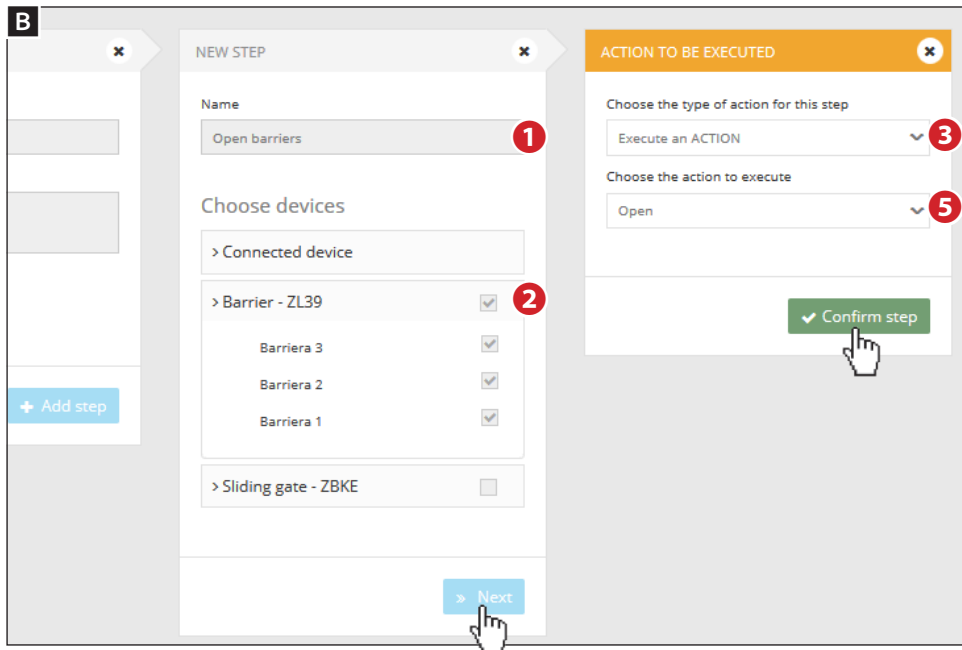 B
+ Add step
NEW STEP
Name
Open barriers
1
Choose devices
> Connected device
> Barrier - ZL39
2
Barriera 3
Barriera 2
Barriera 1
> Sliding gate - ZBKE
» Next
ACTION TO BE EXECUTED
Choose the type of action for this step
Execute an ACTION
3
Choose the action to execute
Open
5
✓ Confirm step